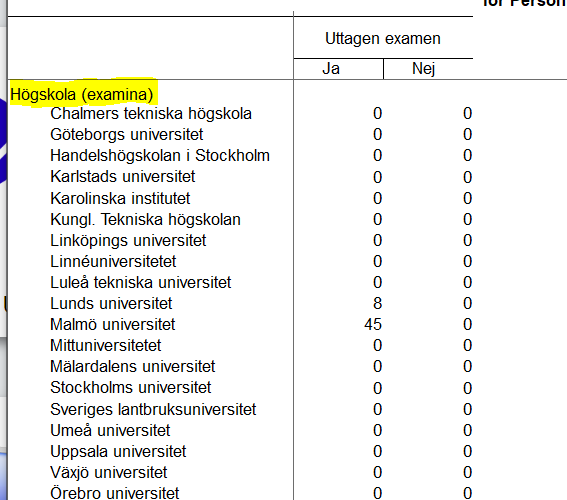 for Person
Uttagen examen
Ja Nej
Högskola (examina)
Chalmers tekniska högskola 0 0
Göteborgs universitet 0 0
Handelshögskolan i Stockholm 0 0
Karlstads universitet 0 0
Karolinska institutet 0 0
Kungl. Tekniska högskolan 0 0
Linköpings universitet 0 0
Linnéuniversitetet 0 0
Luleå tekniska universitet 0 0
Lunds universitet 8 0
Malmö universitet 45 0
Mittuniversitetet 0 0
Mälardalens universitet 0 0
Stockholms universitet 0 0
Sveriges lantbruksuniversitet 0 0
Umeå universitet 0 0
Uppsala universitet 0 0
Växjö universitet 0 0
Örebro universitet 0 0